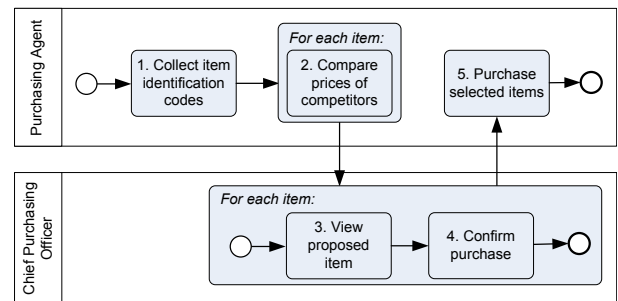 Purchasing Agent
1. Collect item
identification
codes
For each item:
2. Compare
prices of
competitors
5. Purchase
selected items
Chief Purchasing
Officer
For each item:
3. View
proposed
item
4. Confirm
purchase